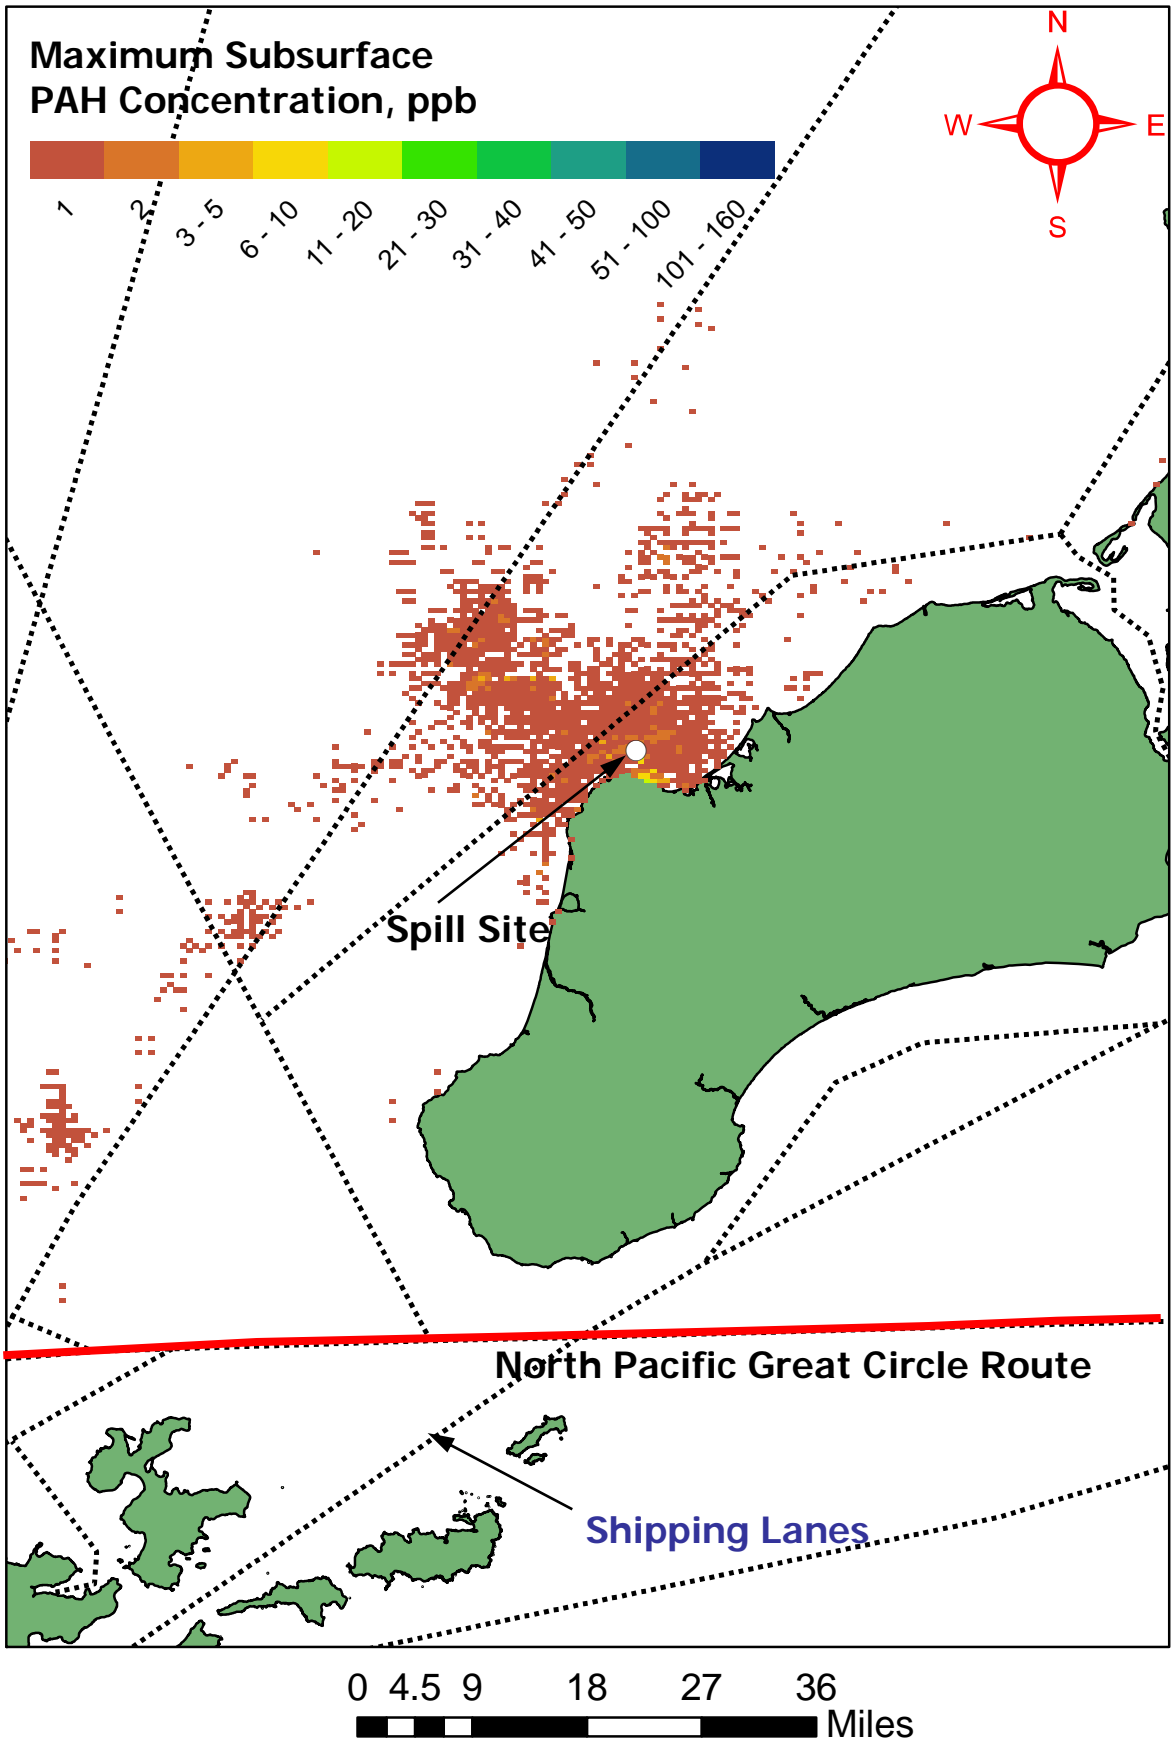 Maximum Subsurface
PAH Concentration, ppb
1
2
3 - 5
6 - 10
11 - 20
21 - 30
31 - 40
41 - 50
51 - 100
101 - 160
N
W
E
S
Spill Site
North Pacific Great Circle Route
Shipping Lanes
0 4.5 9 18 27 36
Miles